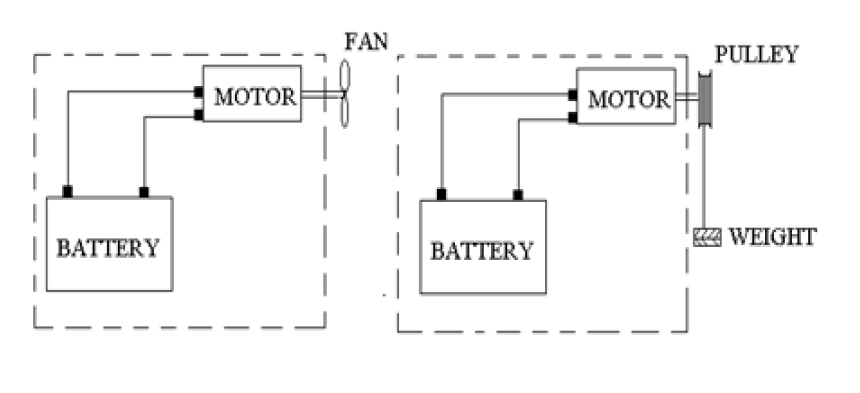 FAN
MOTOR
BATTERY
PULLEY
MOTOR
BATTERY
WEIGHT